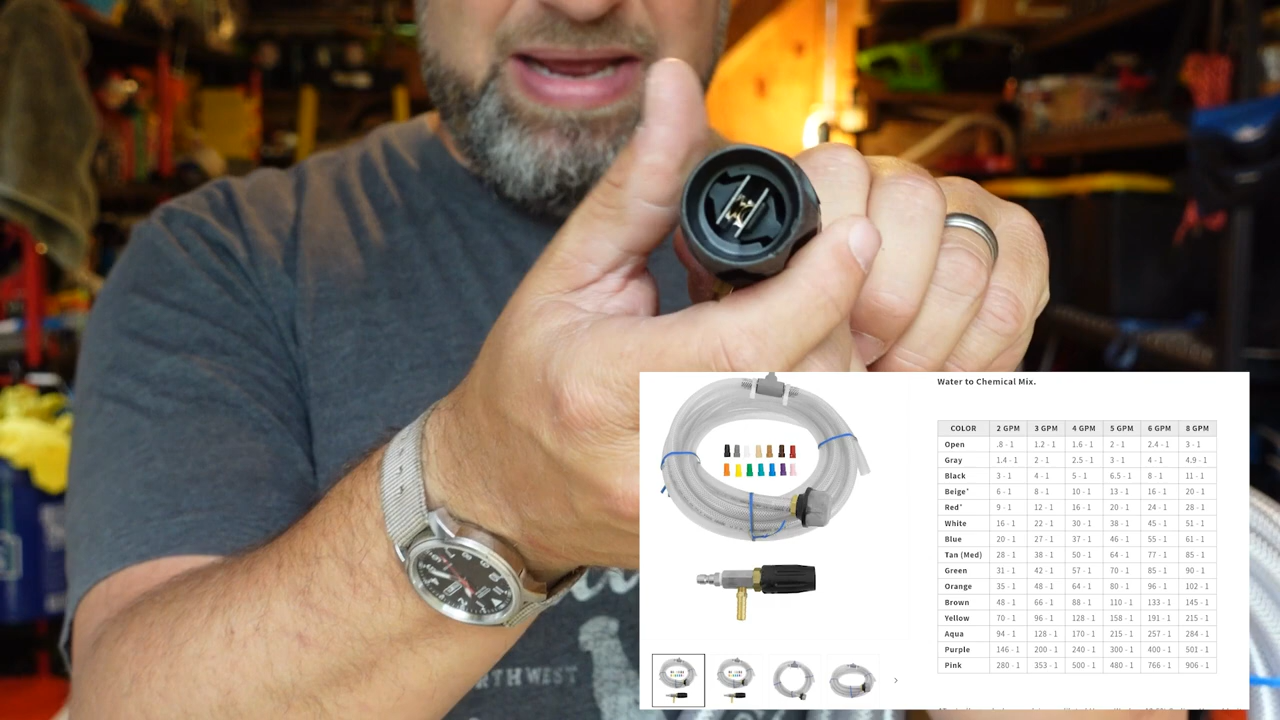 Water to Chemical Mix.
COLOR 2 GPM 3 GPM 4 GPM 5 GPM 6 GPM 8 GPM
Open .8 - 1 1.2 - 1 1.6 - 1 2 - 1 2.4 - 1 3 - 1
Gray 1.4 - 1 2 - 1 2.5 - 1 3 - 1 4 - 1 4.9 - 1
Black 3 - 1 4 - 1 5 - 1 6.5 - 1 8 - 1 11 - 1
Beige* 6 - 1 8 - 1 10 - 1 13 - 1 16 - 1 20 - 1
Red* 9 - 1 12 - 1 16 - 1 20 - 1 24 - 1 28 - 1
White 16 - 1 22 - 1 30 - 1 38 - 1 45 - 1 51 - 1
Blue 20 - 1 27 - 1 37 - 1 46 - 1 55 - 1 61 - 1
Tan (Med) 28 - 1 38 - 1 50 - 1 64 - 1 77 - 1 85 - 1
Green 31 - 1 42 - 1 57 - 1 70 - 1 85 - 1 90 - 1
Orange 35 - 1 48 - 1 64 - 1 80 - 1 96 - 1 102 - 1
Brown 48 - 1 66 - 1 88 - 1 110 - 1 133 - 1 145 - 1
Yellow 70 - 1 96 - 1 128 - 1 158 - 1 191 - 1 215 - 1
Aqua 94 - 1 128 - 1 170 - 1 215 - 1 257 - 1 284 - 1
Purple 146 - 1 200 - 1 240 - 1 300 - 1 400 - 1 501 - 1
Pink 280 - 1 353 - 1 500 - 1 480 - 1 766 - 1 906 - 1
RTHWEST